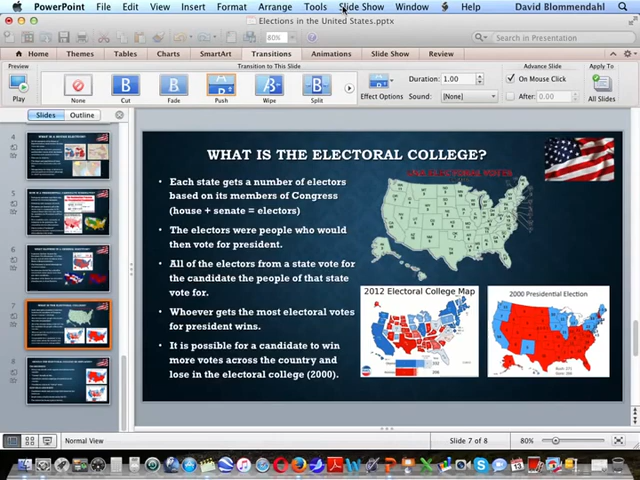 PowerPoint File Edit View Insert Format Arrange Tools Slide Show Window Help David Blommendahl
Elections in the United States.pptx
80%
Search in Presentation
Home Themes Tables Charts SmartArt Transitions Animations Slide Show Review
Preview Transition to This Slide Advance Slide Apply To
Play
None Cut Fade Push Wipe Split
Effect Options
Duration: 1.00
Sound: [None]
On Mouse Click
After: 0.00
All Slides
Slides Outline
4
5
6
7
8
WHAT IS THE ELECTORAL COLLEGE?
• Each state gets a number of electors
based on its members of Congress
(house + senate = electors)
• The electors were people who would
then vote for president.
• All of the electors from a state vote for
the candidate the people of that state
vote for.
• Whoever gets the most electoral votes
for president wins.
• It is possible for a candidate to win
more votes across the country and
lose in the electoral college (2000).
2012 Electoral College Map
2000 Presidential Election
Normal View
Slide 7 of 8
80%